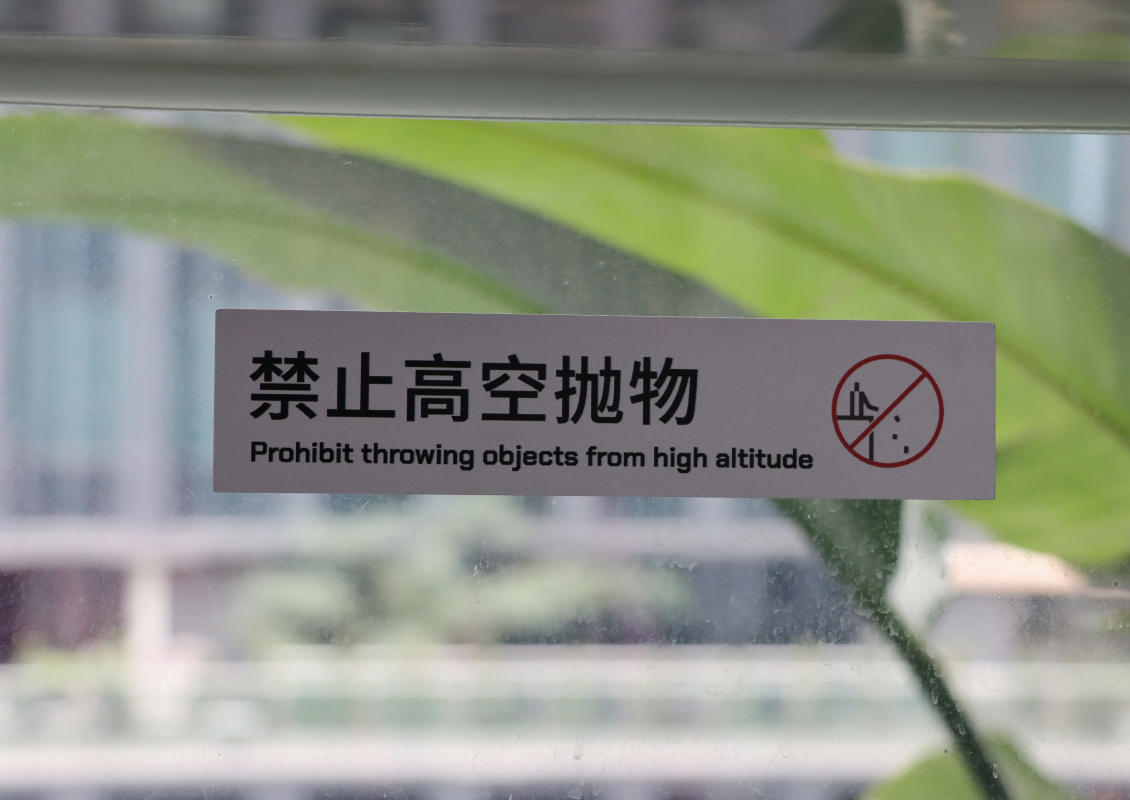 禁止高空抛物
Prohibit throwing objects from high altitude